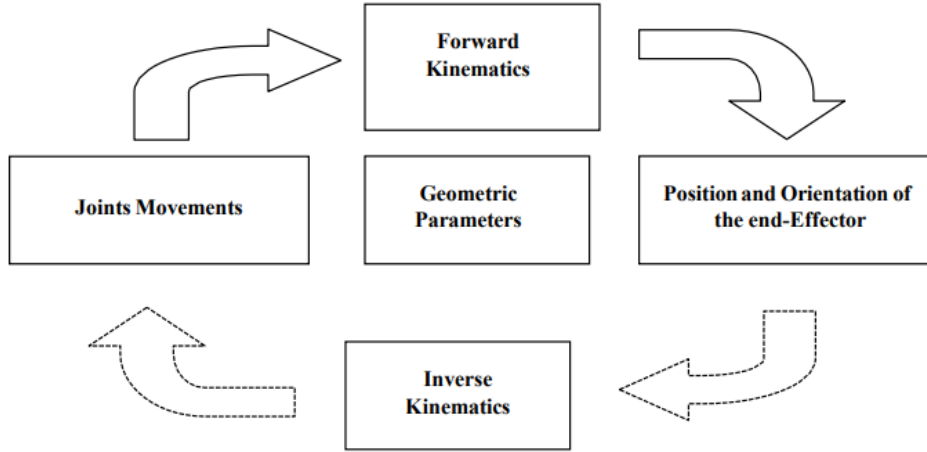 Forward
Kinematics
Joints Movements
Geometric
Parameters
Position and Orientation of
the end-Effector
Inverse
Kinematics